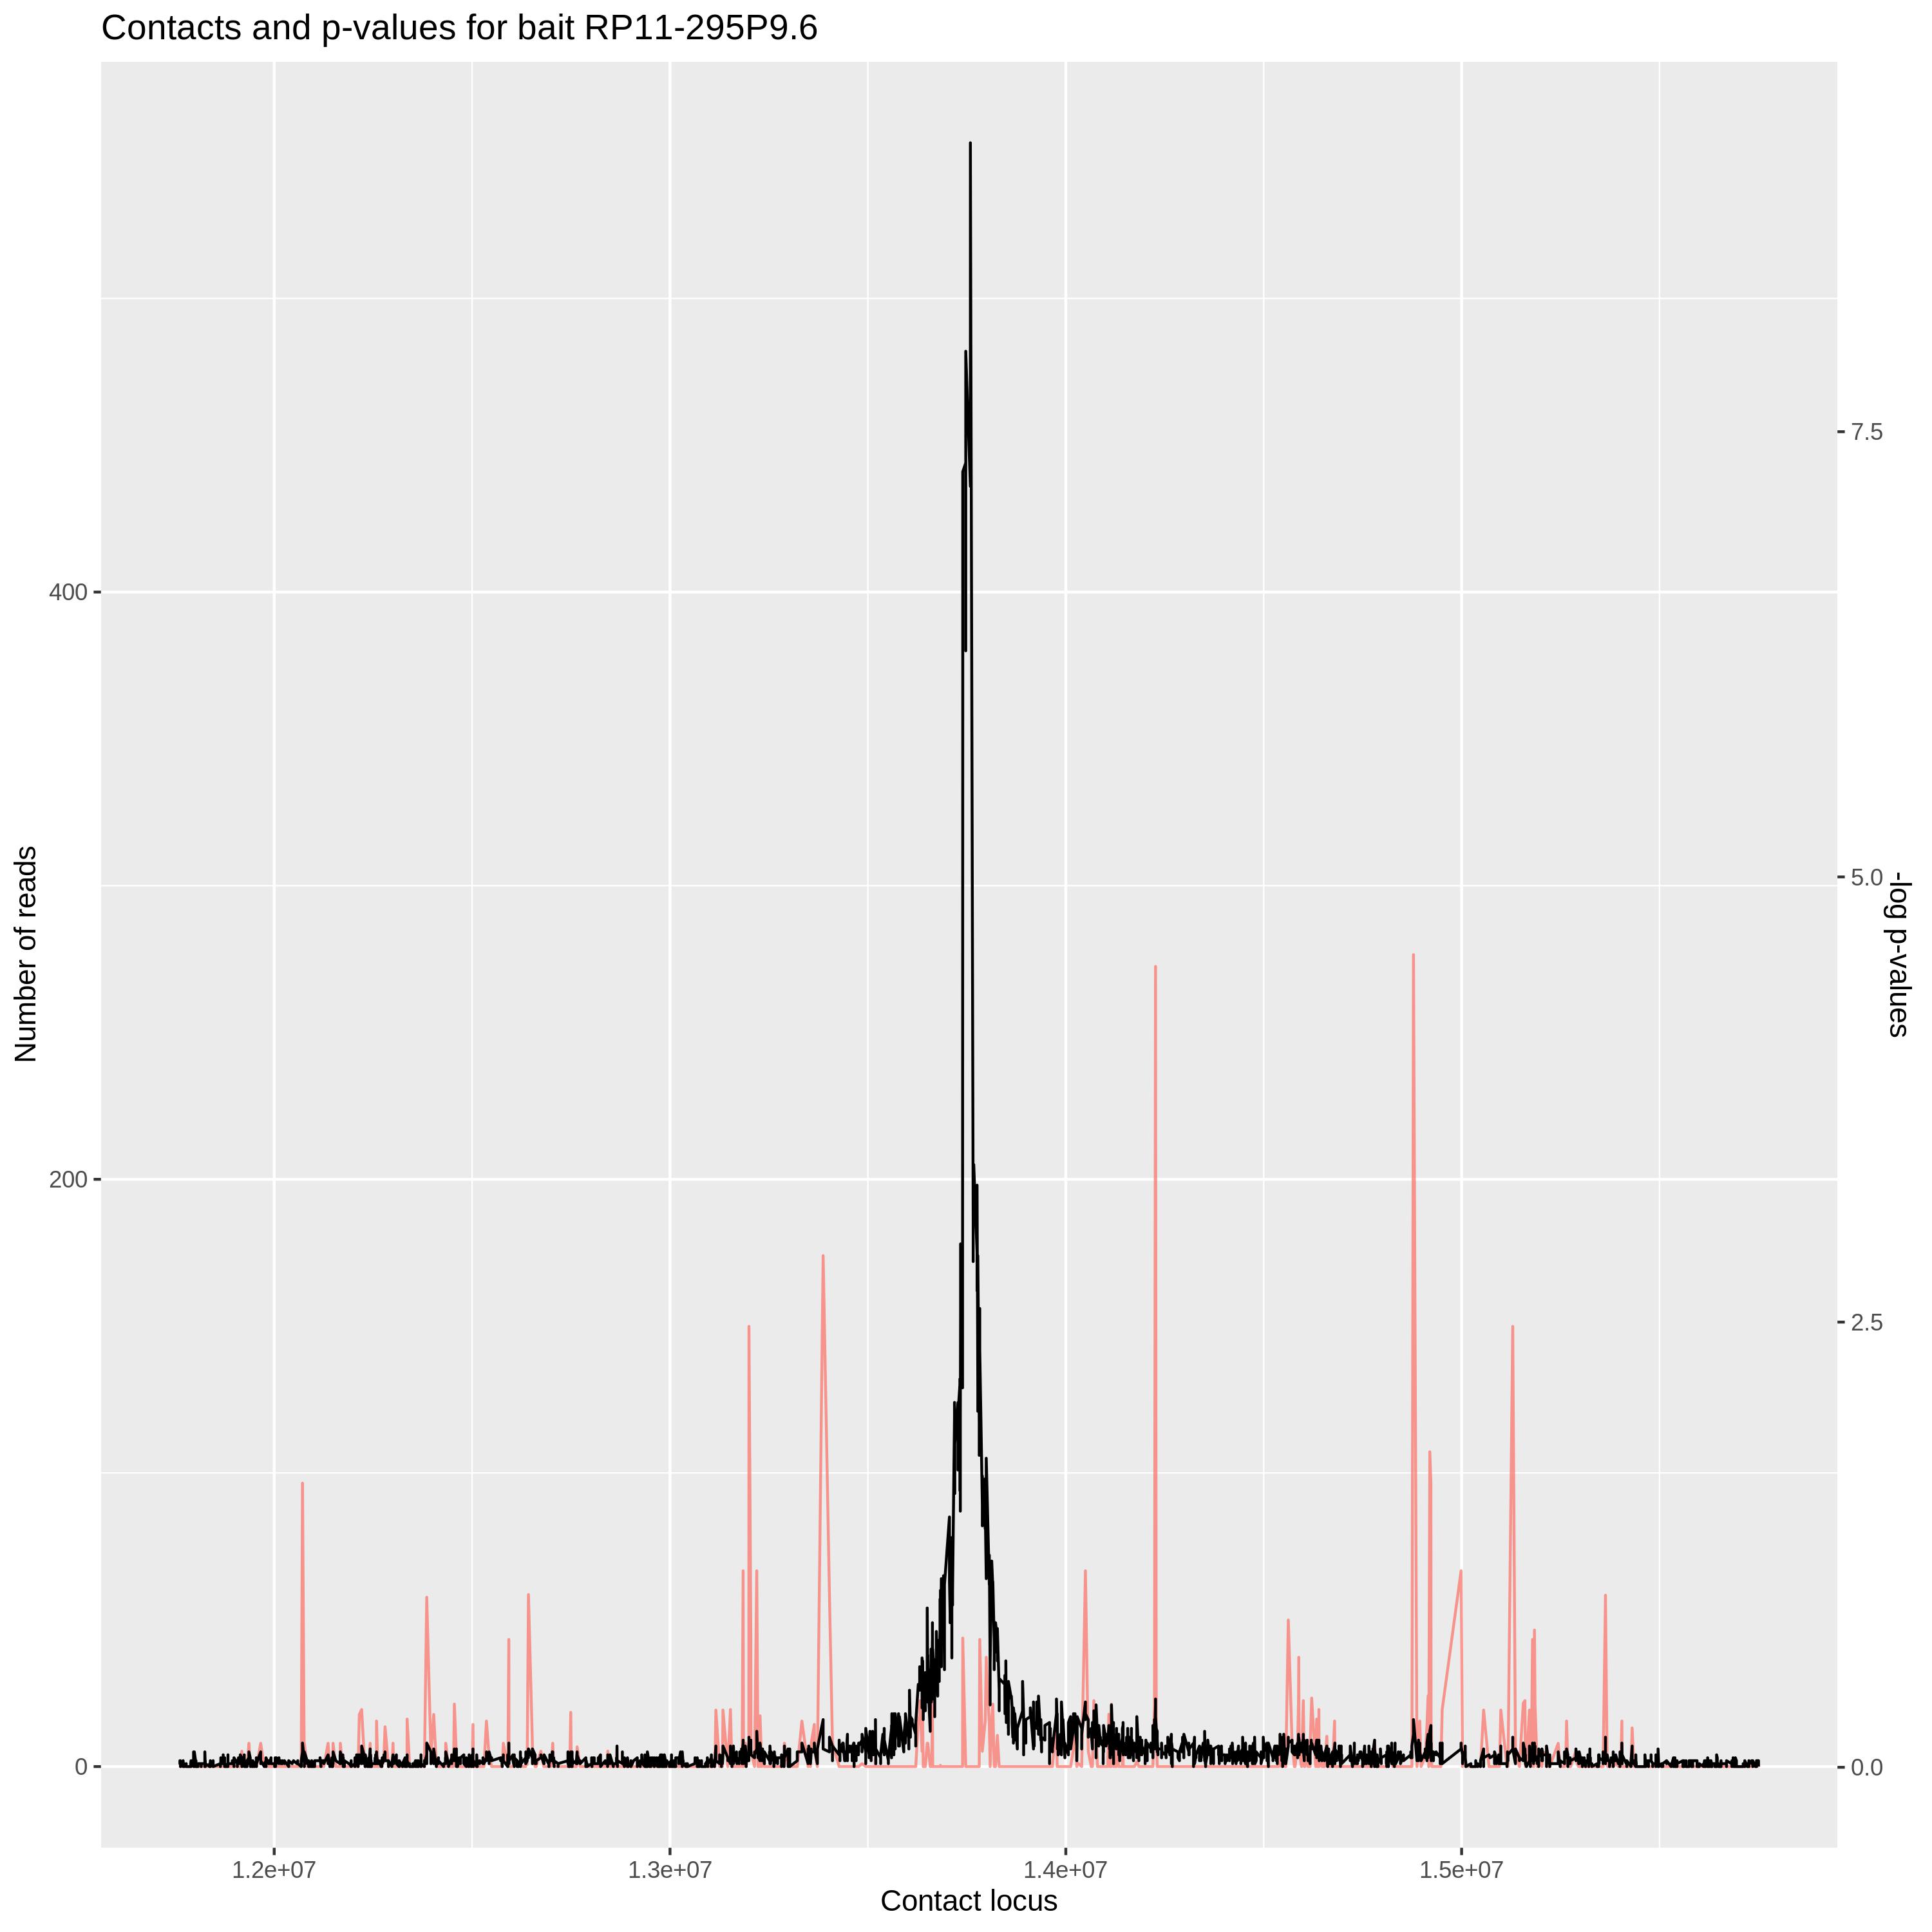 Contacts and p-values for bait RP11-295P9.6
Number of reads
400
200
0
7.5
5.0
2.5
0.0
-log p-values
1.2e+07
1.3e+07
1.4e+07
1.5e+07
Contact locus